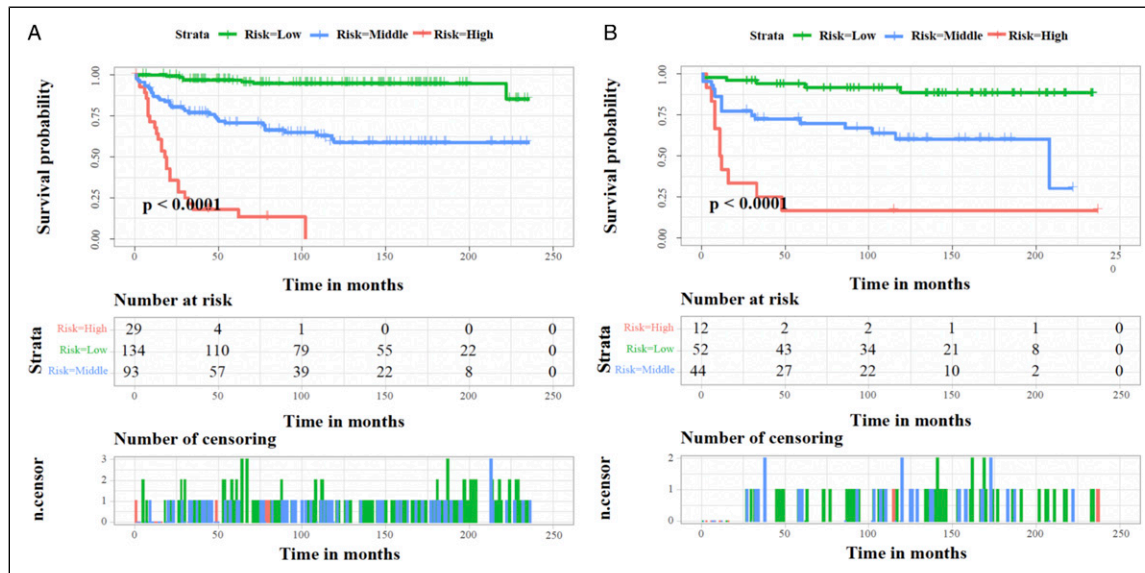 A
Strata Risk=Low Risk=Middle Risk=High
Survival probability
1.00
0.75
0.50
0.25
0.00
p < 0.0001
0 50 100 150 200 250
Time in months
Number at risk
Strata
Risk=High 29 4 1 0 0 0
Risk=Low 134 110 79 55 22 0
Risk=Middle 93 57 39 22 8 0
0 50 100 150 200 250
Time in months
Number of censoring
n.censor
3
2
1
0
0 50 100 150 200 250
Time in months
B
Strata Risk=Low Risk=Middle Risk=High
Survival probability
1.00
0.75
0.50
0.25
0.00
p < 0.0001
0 50 100 150 200 25
0
Time in months
Number at risk
Strata
Risk=High 12 2 2 1 1 0
Risk=Low 52 43 34 21 8 0
Risk=Middle 44 27 22 10 2 0
0 50 100 150 200 250
Time in months
Number of censoring
n.censor
2
1
0
0 50 100 150 200 250
Time in months